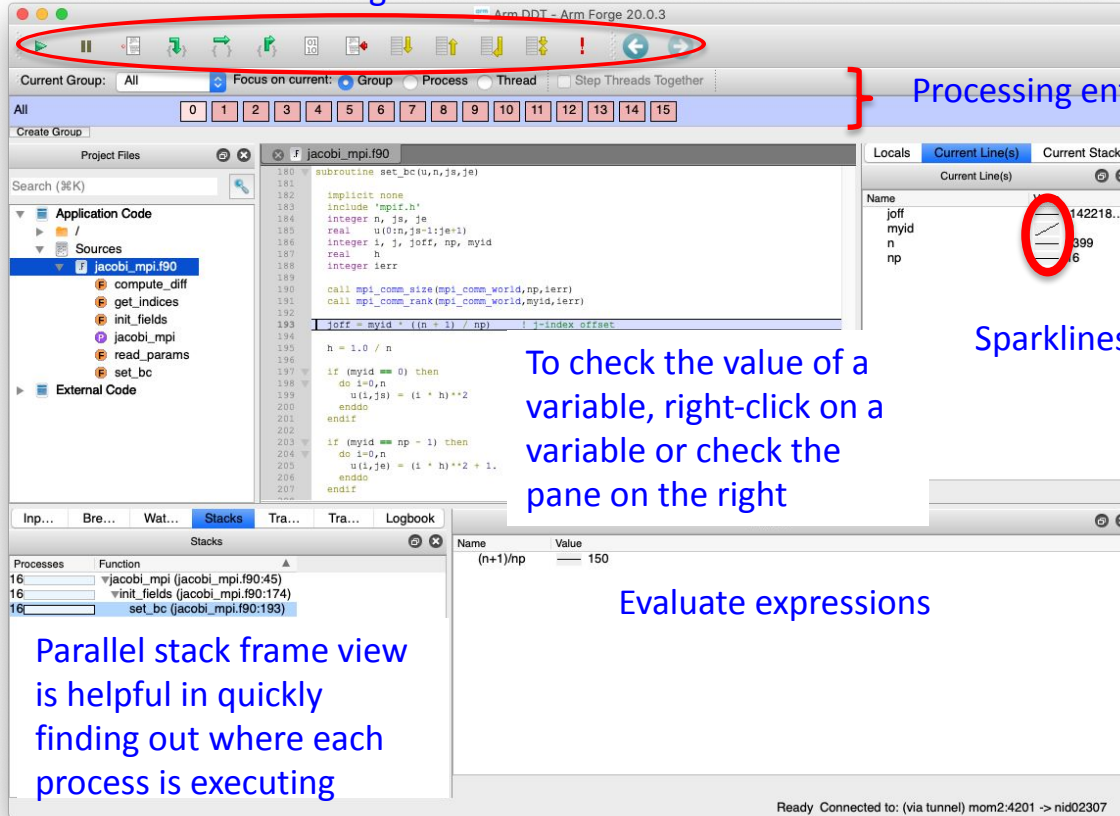 Arm DDT - Arm Forge 20.0.3
Current Group: All Focus on current: Group Process Thread Step Threads Together
Processing
All 0 1 2 3 4 5 6 7 8 9 10 11 12 13 14 15
Create Group
Project Files
Search (⌘K)
Application Code
/
Sources
jacobi_mpi.f90
compute_diff
get_indices
init_fields
jacobi_mpi
read_params
set_bc
External Code
jacobi_mpi.f90
180 subroutine set_bc(u,n,js,je)
181
182 implicit none
183 include 'mpif.h'
184 integer n, js, je
185 real u(0:n,js-1:je+1)
186 integer i, j, joff, np, myid
187 real h
188 integer ierr
189
190 call mpi_comm_size(mpi_comm_world,np,ierr)
191 call mpi_comm_rank(mpi_comm_world,myid,ierr)
192
193 joff = myid * ((n + 1) / np) ! j-index offset
194
195 h = 1.0 / n
196
197 if (myid == 0) then
198 do i=0,n
199 u(i,js) = (i * h)**2
200 enddo
201 endif
202
203 if (myid == np - 1) then
204 do i=0,n
205 u(i,je) = (i * h)**2 + 1.
206 enddo
207 endif
Locals Current Line(s) Current Stack
Current Line(s)
Name
joff 142218...
myid
n 399
np 16
Sparklines
To check the value of a
variable, right-click on a
variable or check the
pane on the right
Inp... Bre... Wat... Stacks Tra... Tra... Logbook
Stacks
Processes Function
16 jacobi_mpi (jacobi_mpi.f90:45)
16 init_fields (jacobi_mpi.f90:174)
16 set_bc (jacobi_mpi.f90:193)
Parallel stack frame view
is helpful in quickly
finding out where each
process is executing
Name Value
(n+1)/np 150
Evaluate expressions
Ready Connected to: (via tunnel) mom2:4201 -> nid02307